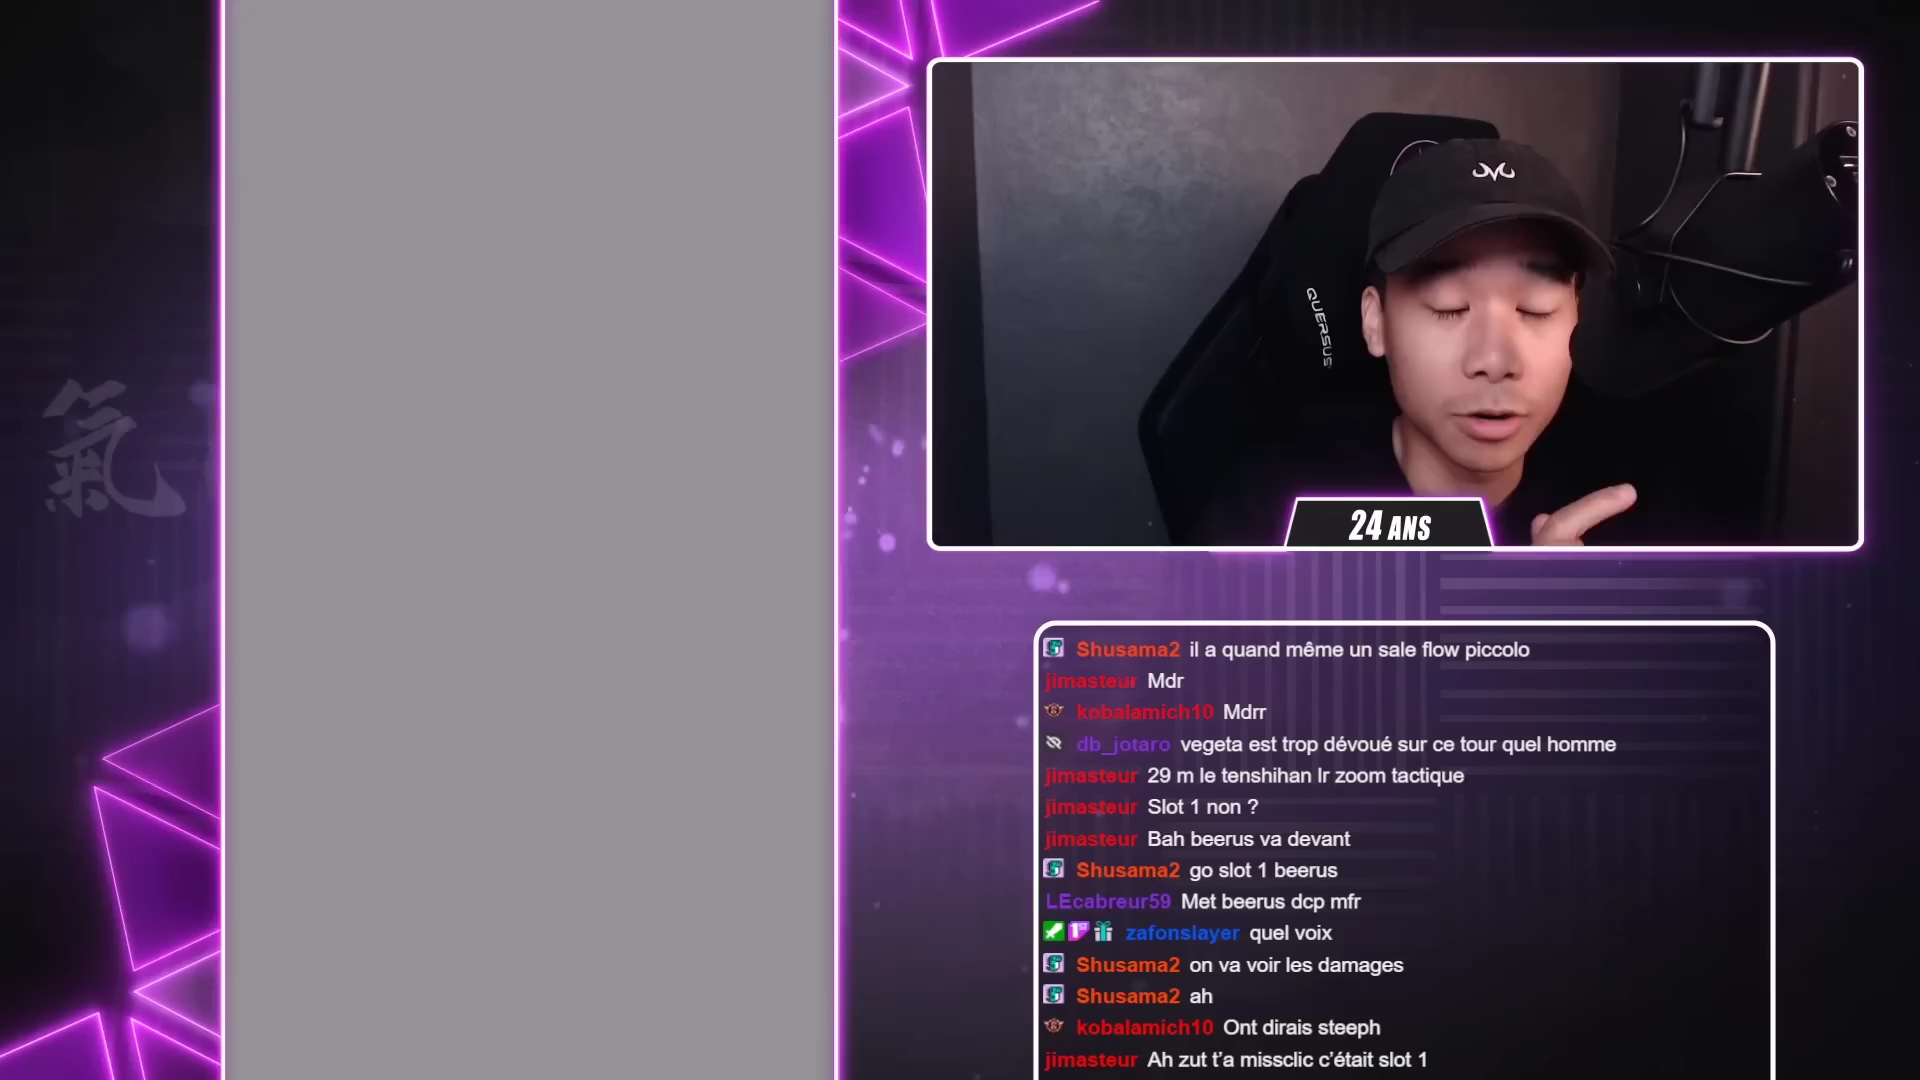 氣
QUERSUS
24 ANS
Shusama2 il a quand même un sale flow piccolo
jimasteur Mdr
kobalamich10 Mdrr
db_jotaro vegeta est trop dévoué sur ce tour quel homme
jimasteur 29 m le tenshihan lr zoom tactique
jimasteur Slot 1 non ?
jimasteur Bah beerus va devant
Shusama2 go slot 1 beerus
LEcabreur59 Met beerus dcp mfr
zafonslayer quel voix
Shusama2 on va voir les damages
Shusama2 ah
kobalamich10 Ont dirais steeph
jimasteur Ah zut t'a missclic c'était slot 1